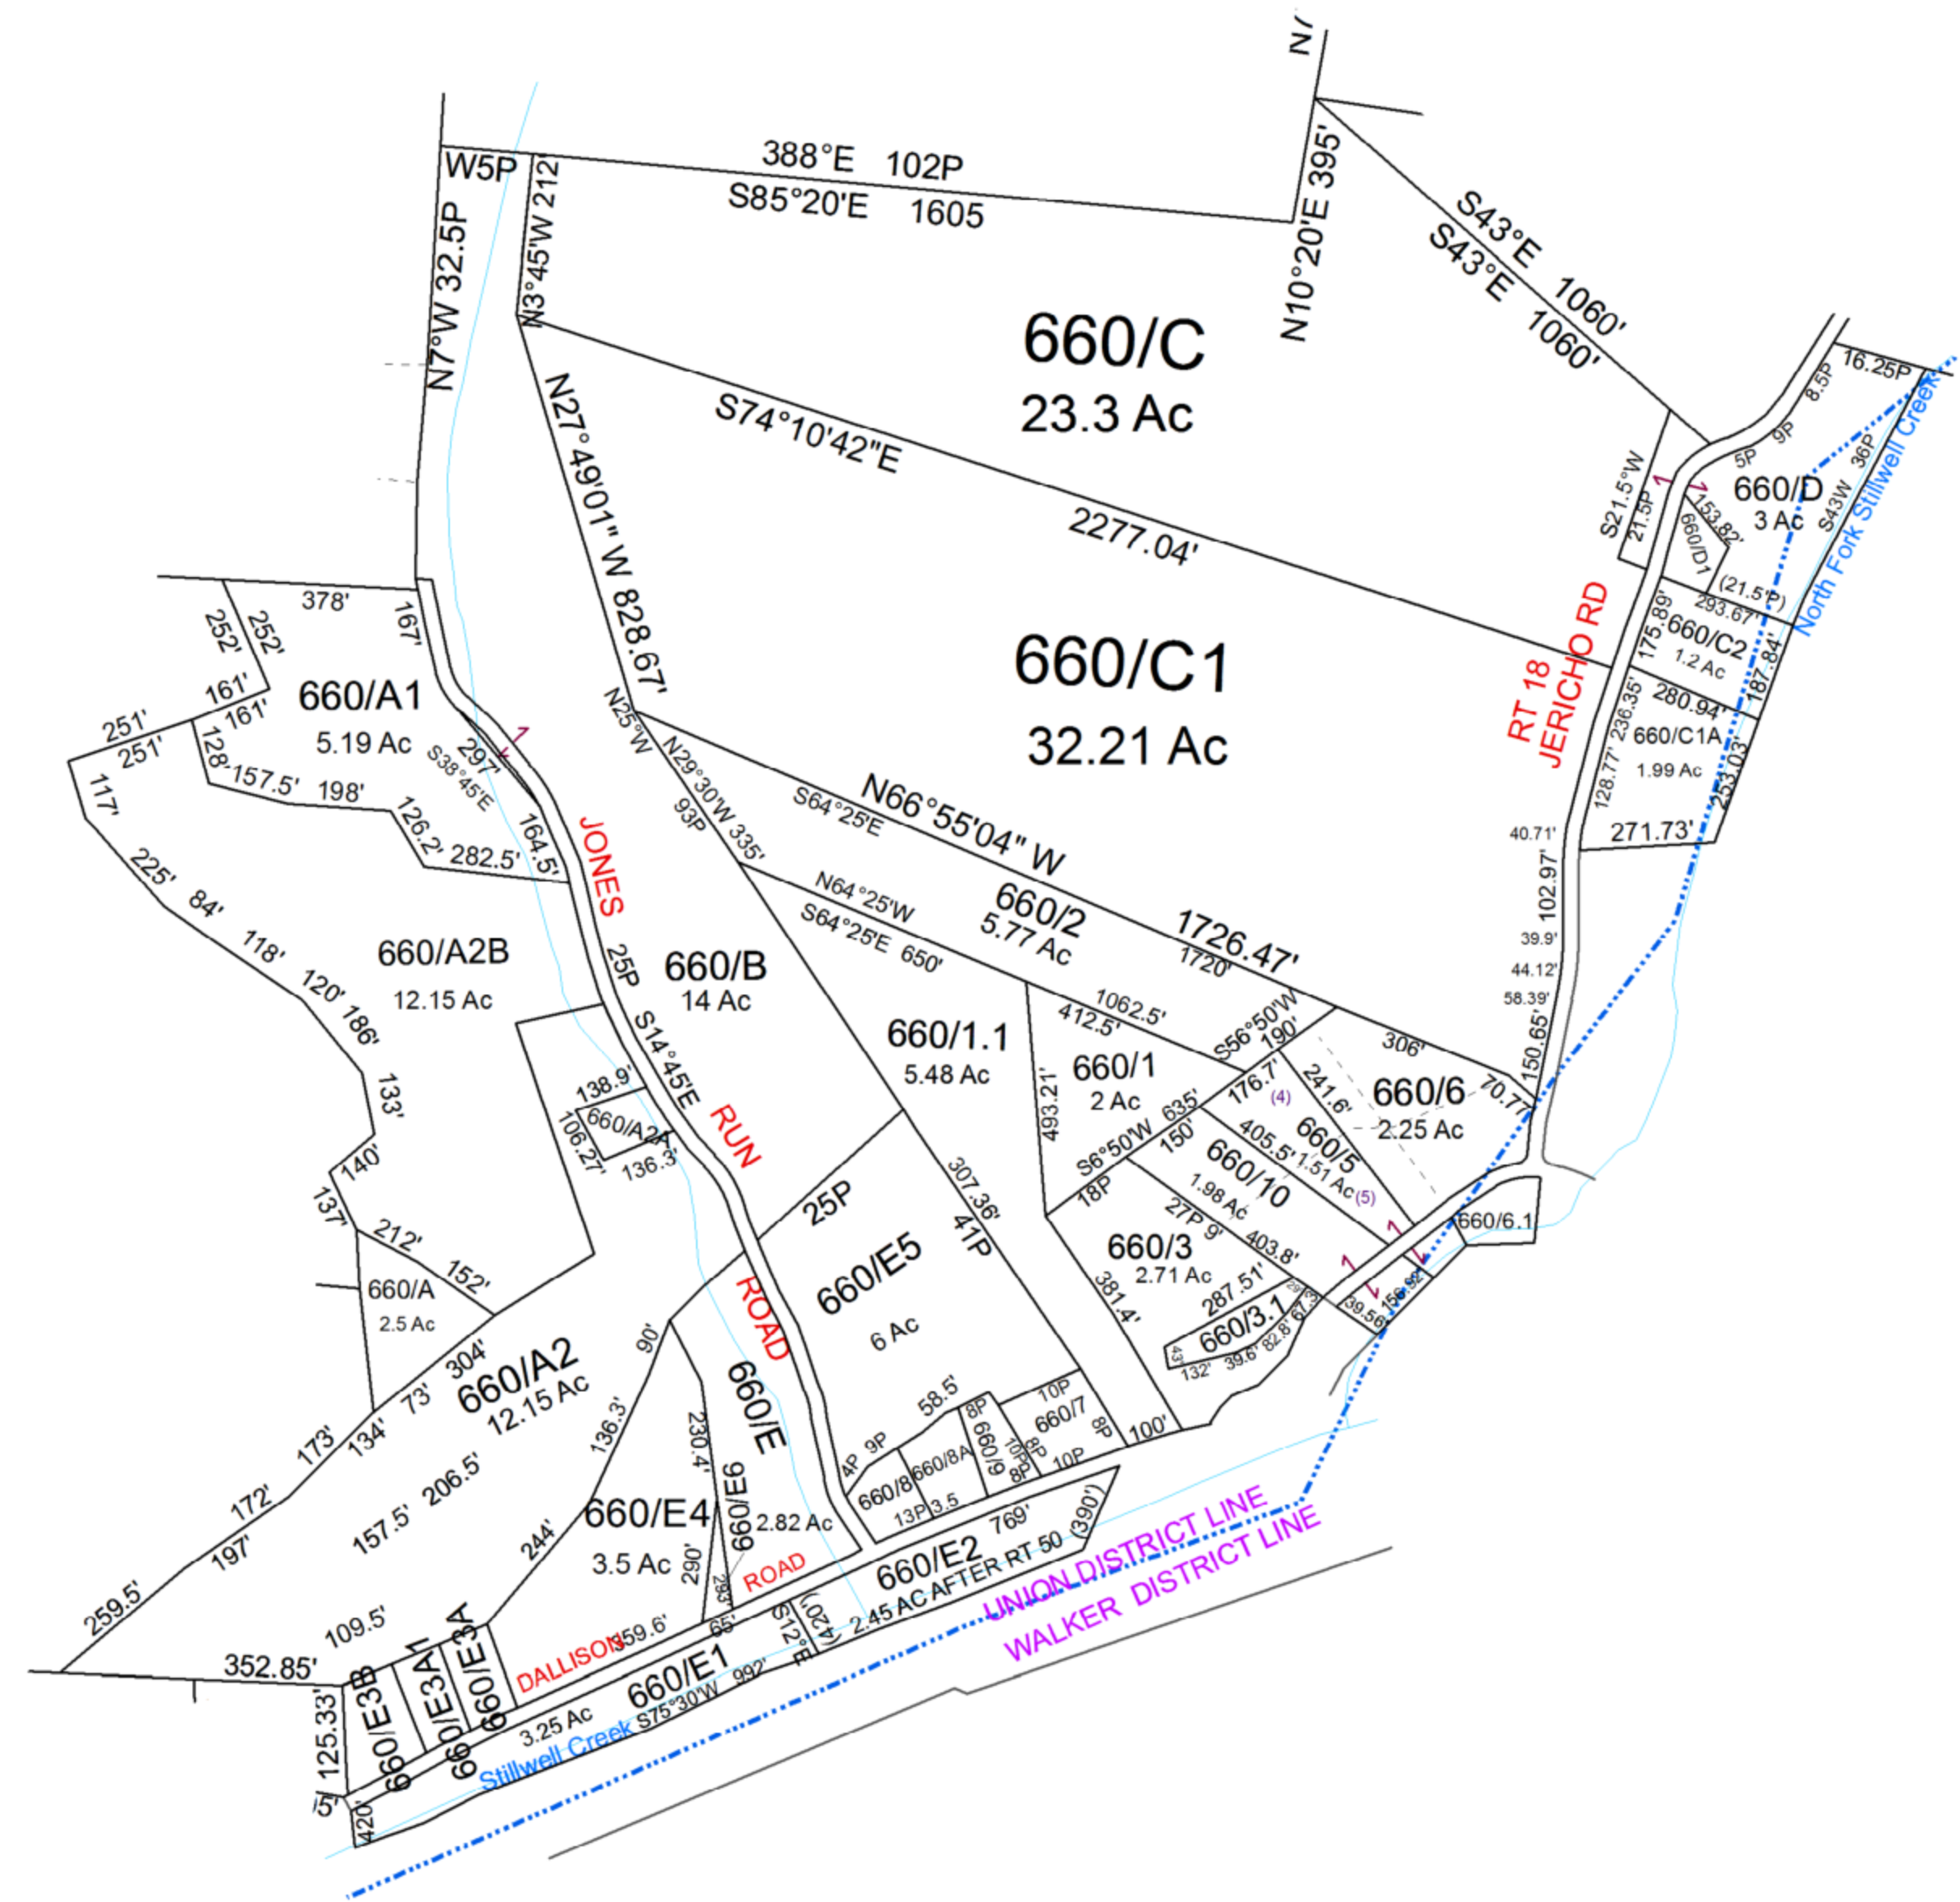 N7
388°E 102P
W5P
S85°20'E 1605
N3°45'W 212'
N7°W 32.5P
N10°20'E 395'
S43°E 1060'
S43°E 1060'
660/C
23.3 Ac
S74°10'42"E 2277.04'
N27°49'01" W 828.67'
16.25P
8.5P
9P
5P
36P
S43W
660/D
3 Ac
North Fork Stillwell Creek
S21.5°W
21.5P
1
1
153.82'
660/D1
(21.5'P)
293.67'
175.89'
660/C2
1.2 Ac
187.84'
280.94'
236.35'
660/C1A
1.99 Ac
128.77'
253.03'
271.73'
RT 18
JERICHO RD
660/C1
32.21 Ac
378'
167'
252'
252'
161'
161'
251'
251'
660/A1
5.19 Ac
128'
157.5'
198'
126.2'
282.5'
297'
S38°45'E
1
1
164.5'
117'
225'
84'
118'
120'
186'
133'
140'
137'
212'
152'
N25°W
N29°30'W 335'
93P
N66°55'04" W 1726.47'
S64°25'E
1720'
660/2
5.77 Ac
N64°25'W
S64°25'E 650'
1062.5'
412.5'
40.71'
102.97'
39.9'
44.12'
58.39'
150.65'
70.77'
306'
JONES
RUN
ROAD
25P S14°45'E
660/A2B
12.15 Ac
660/B
14 Ac
660/1.1
5.48 Ac
660/1
2 Ac
493.21'
S56°50'W
190'
176.7'
(4)
241.6'
660/6
2.25 Ac
660/5
1.51 Ac
(5)
405.5'
S6°50'W 635'
150'
18P
660/10
1.98 Ac
27P 9'
403.8'
138.9'
660/A2A
106.27'
136.3'
25P
307.36'
41P
660/3
2.71 Ac
381.4'
287.51'
29'
67.3'
660/3.1
43'
132'
39.6'
82.8'
1
1
1
1
660/6.1
39.56'
156.52'
660/A
2.5 Ac
660/E5
6 Ac
304'
73'
134'
173'
172'
197'
259.5'
660/A2
12.15 Ac
206.5'
157.5'
109.5'
90'
136.3'
244'
230.4'
660/E
2.82 Ac
660/E4
3.5 Ac
290'
660/E6
293'
58.5'
9P
4P
8P
10P
660/7
8P
10P
8P
10P
8P
660/9
660/8A
660/8
13P
3.5
100'
352.85'
125.33'
660/E3B
660/E3A1
660/E3A
DALLISON
ROAD
359.6'
65'
660/E1
3.25 Ac
S75°30'W 992'
S12°E
(420')
660/E2 769'
2.45 AC AFTER RT 50
(390')
5'
420'
Stillwell Creek
UNION DISTRICT LINE
WALKER DISTRICT LINE